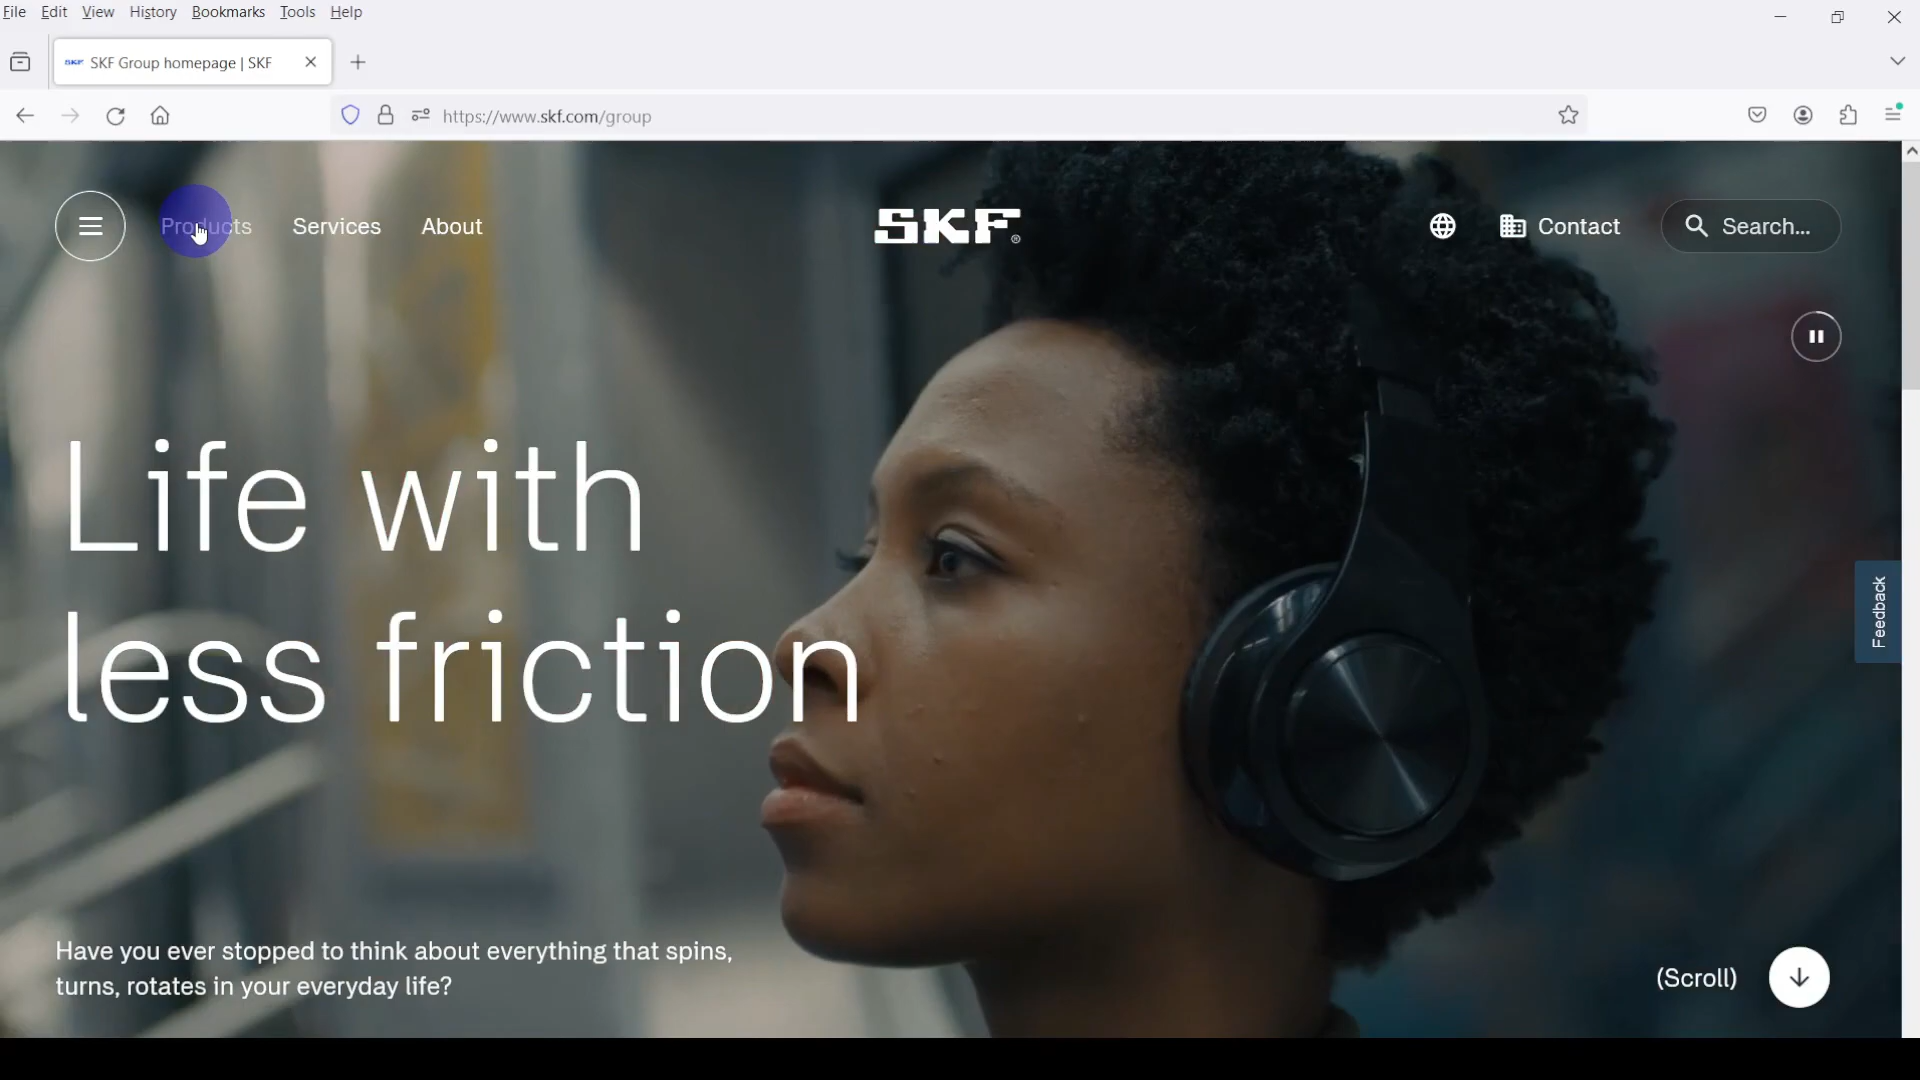 File Edit View History Bookmarks Tools Help
SKF SKF Group homepage | SKF
https://www.skf.com/group
Products Services About SKF® Contact Search...
Life with
less friction
Feedback
Have you ever stopped to think about everything that spins,
turns, rotates in your everyday life?
(Scroll)